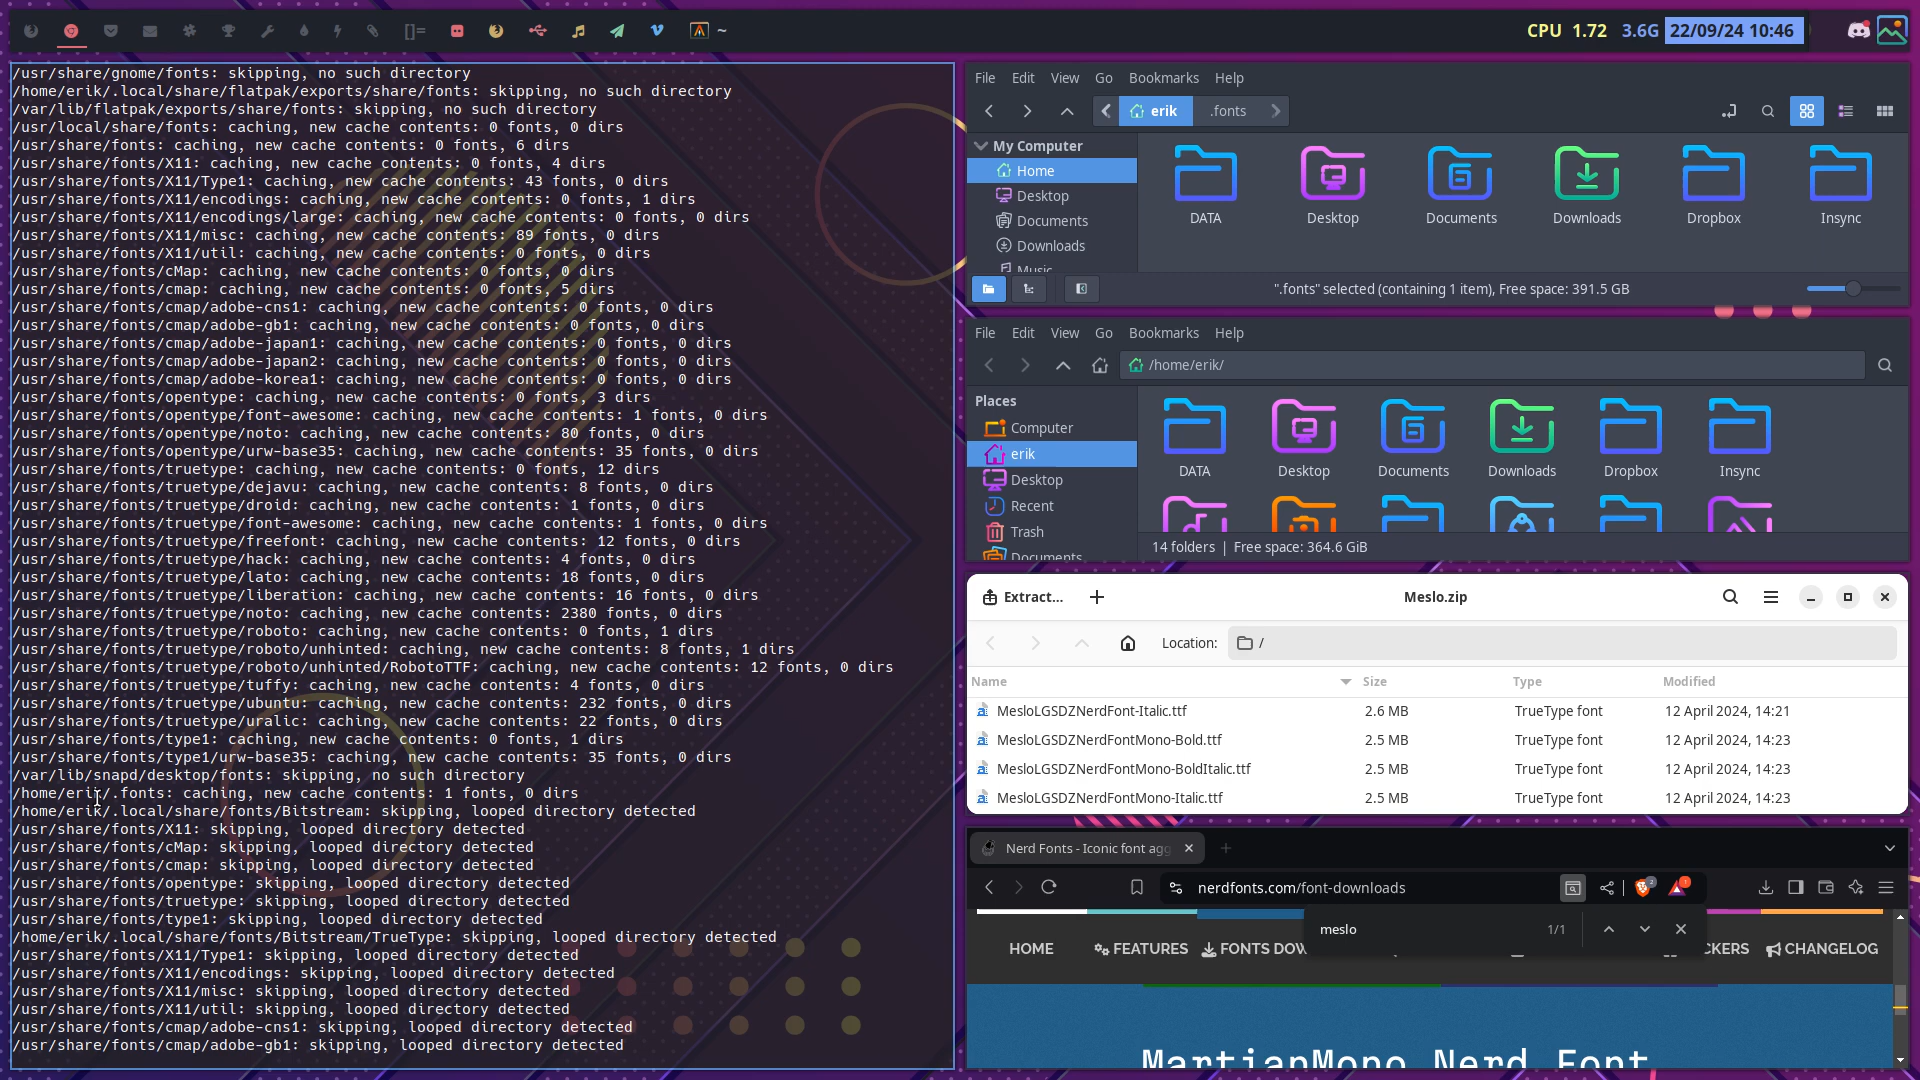 []=
~
CPU 1.72
3.6G
22/09/24 10:46
/usr/share/gnome/fonts: skipping, no such directory
/home/erik/.local/share/flatpak/exports/share/fonts: skipping, no such directory
/var/lib/flatpak/exports/share/fonts: skipping, no such directory
/usr/local/share/fonts: caching, new cache contents: 0 fonts, 0 dirs
/usr/share/fonts: caching, new cache contents: 0 fonts, 6 dirs
/usr/share/fonts/X11: caching, new cache contents: 0 fonts, 4 dirs
/usr/share/fonts/X11/Type1: caching, new cache contents: 43 fonts, 0 dirs
/usr/share/fonts/X11/encodings: caching, new cache contents: 0 fonts, 1 dirs
/usr/share/fonts/X11/encodings/large: caching, new cache contents: 0 fonts, 0 dirs
/usr/share/fonts/X11/misc: caching, new cache contents: 89 fonts, 0 dirs
/usr/share/fonts/X11/util: caching, new cache contents: 0 fonts, 0 dirs
/usr/share/fonts/cMap: caching, new cache contents: 0 fonts, 0 dirs
/usr/share/fonts/cmap: caching, new cache contents: 0 fonts, 5 dirs
/usr/share/fonts/cmap/adobe-cns1: caching, new cache contents: 0 fonts, 0 dirs
/usr/share/fonts/cmap/adobe-gb1: caching, new cache contents: 0 fonts, 0 dirs
/usr/share/fonts/cmap/adobe-japan1: caching, new cache contents: 0 fonts, 0 dirs
/usr/share/fonts/cmap/adobe-japan2: caching, new cache contents: 0 fonts, 0 dirs
/usr/share/fonts/cmap/adobe-korea1: caching, new cache contents: 0 fonts, 0 dirs
/usr/share/fonts/opentype: caching, new cache contents: 0 fonts, 3 dirs
/usr/share/fonts/opentype/font-awesome: caching, new cache contents: 1 fonts, 0 dirs
/usr/share/fonts/opentype/noto: caching, new cache contents: 80 fonts, 0 dirs
/usr/share/fonts/opentype/urw-base35: caching, new cache contents: 35 fonts, 0 dirs
/usr/share/fonts/truetype: caching, new cache contents: 0 fonts, 12 dirs
/usr/share/fonts/truetype/dejavu: caching, new cache contents: 8 fonts, 0 dirs
/usr/share/fonts/truetype/droid: caching, new cache contents: 1 fonts, 0 dirs
/usr/share/fonts/truetype/font-awesome: caching, new cache contents: 1 fonts, 0 dirs
/usr/share/fonts/truetype/freefont: caching, new cache contents: 12 fonts, 0 dirs
/usr/share/fonts/truetype/hack: caching, new cache contents: 4 fonts, 0 dirs
/usr/share/fonts/truetype/lato: caching, new cache contents: 18 fonts, 0 dirs
/usr/share/fonts/truetype/liberation: caching, new cache contents: 16 fonts, 0 dirs
/usr/share/fonts/truetype/noto: caching, new cache contents: 2380 fonts, 0 dirs
/usr/share/fonts/truetype/roboto: caching, new cache contents: 0 fonts, 1 dirs
/usr/share/fonts/truetype/roboto/unhinted: caching, new cache contents: 8 fonts, 1 dirs
/usr/share/fonts/truetype/roboto/unhinted/RobotoTTF: caching, new cache contents: 12 fonts, 0 dirs
/usr/share/fonts/truetype/tuffy: caching, new cache contents: 4 fonts, 0 dirs
/usr/share/fonts/truetype/ubuntu: caching, new cache contents: 232 fonts, 0 dirs
/usr/share/fonts/truetype/uralic: caching, new cache contents: 22 fonts, 0 dirs
/usr/share/fonts/type1: caching, new cache contents: 0 fonts, 1 dirs
/usr/share/fonts/type1/urw-base35: caching, new cache contents: 35 fonts, 0 dirs
/var/lib/snapd/desktop/fonts: skipping, no such directory
/home/erik/.fonts: caching, new cache contents: 1 fonts, 0 dirs
/home/erik/.local/share/fonts/Bitstream: skipping, looped directory detected
/usr/share/fonts/X11: skipping, looped directory detected
/usr/share/fonts/cMap: skipping, looped directory detected
/usr/share/fonts/cmap: skipping, looped directory detected
/usr/share/fonts/opentype: skipping, looped directory detected
/usr/share/fonts/truetype: skipping, looped directory detected
/usr/share/fonts/type1: skipping, looped directory detected
/home/erik/.local/share/fonts/Bitstream/TrueType: skipping, looped directory detected
/usr/share/fonts/X11/Type1: skipping, looped directory detected
/usr/share/fonts/X11/encodings: skipping, looped directory detected
/usr/share/fonts/X11/misc: skipping, looped directory detected
/usr/share/fonts/X11/util: skipping, looped directory detected
/usr/share/fonts/cmap/adobe-cns1: skipping, looped directory detected
/usr/share/fonts/cmap/adobe-gb1: skipping, looped directory detected
File Edit View Go Bookmarks Help
erik .fonts
My Computer
Home
Desktop
Documents
Downloads
Music
DATA Desktop Documents Downloads Dropbox Insync
".fonts" selected (containing 1 item), Free space: 391.5 GB
File Edit View Go Bookmarks Help
/home/erik/
Places
Computer
erik
Desktop
Recent
Trash
Documents
DATA Desktop Documents Downloads Dropbox Insync
14 folders | Free space: 364.6 GiB
Extract... Meslo.zip
Location: /
Name Size Type Modified
MesloLGSDZNerdFont-Italic.ttf 2.6 MB TrueType font 12 April 2024, 14:21
MesloLGSDZNerdFontMono-Bold.ttf 2.5 MB TrueType font 12 April 2024, 14:23
MesloLGSDZNerdFontMono-BoldItalic.ttf 2.5 MB TrueType font 12 April 2024, 14:23
MesloLGSDZNerdFontMono-Italic.ttf 2.5 MB TrueType font 12 April 2024, 14:23
Nerd Fonts - Iconic font agg
nerdfonts.com/font-downloads
2
meslo 1/1
HOME FEATURES FONTS DOW CKERS CHANGELOG
MartianMono Nerd Font